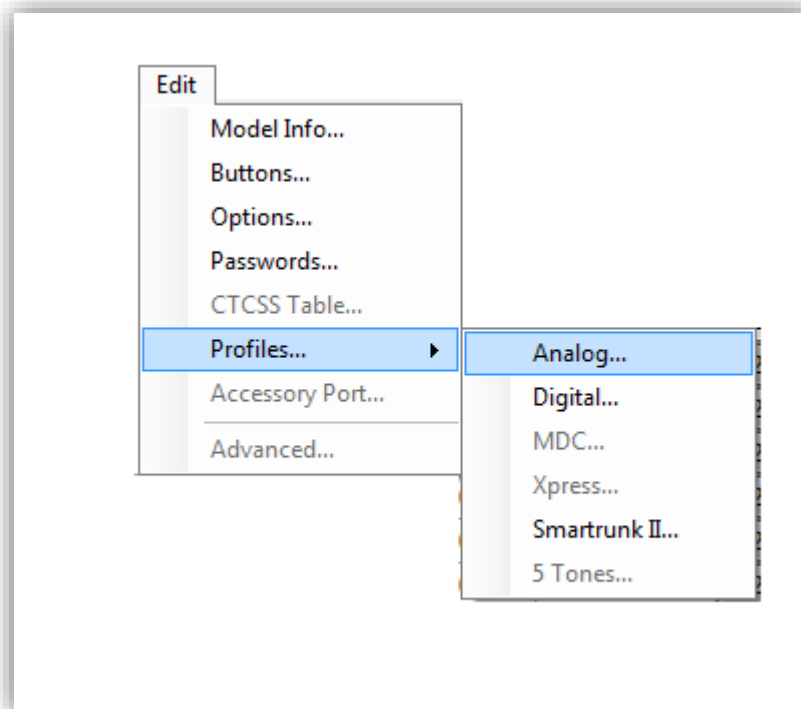 Edit
Model Info...
Buttons...
Options...
Passwords...
CTCSS Table...
Profiles...
Accessory Port...
Advanced...
Analog...
Digital...
MDC...
Xpress...
Smartrunk II...
5 Tones...